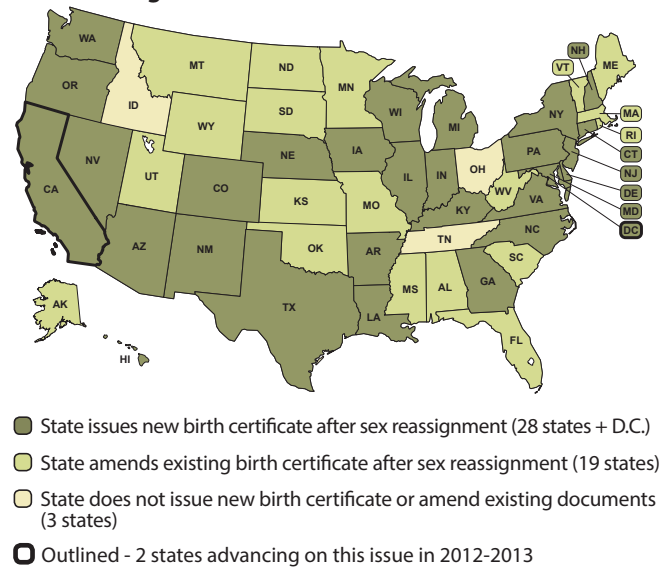 WA
NH
VT
ME
MT
ND
OR
MN
ID
SD
WI
NY
MA
WY
MI
RI
CT
NE
IA
PA
NJ
NV
OH
IL
IN
DE
UT
CO
WV
MD
CA
VA
KS
MO
KY
DC
NC
TN
AZ
NM
OK
AR
SC
MS
AL
GA
AK
TX
LA
FL
HI
State issues new birth certificate after sex reassignment (28 states + D.C.)
State amends existing birth certificate after sex reassignment (19 states)
State does not issue new birth certificate or amend existing documents
(3 states)
Outlined - 2 states advancing on this issue in 2012-2013